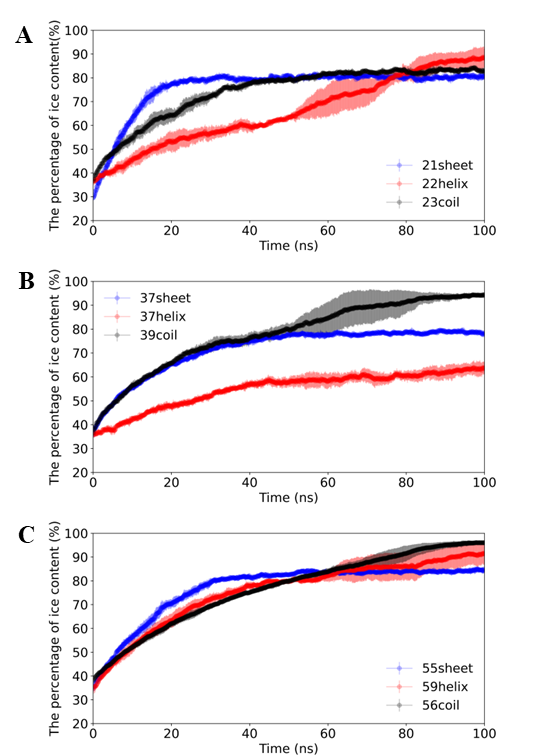 A
The percentage of ice content(%)
100
90
80
70
60
50
40
30
20
0 20 40 60 80 100
Time (ns)
21sheet
22helix
23coil
B
The percentage of ice content (%)
100
90
80
70
60
50
40
30
20
0 20 40 60 80 100
Time (ns)
37sheet
37helix
39coil
C
The percentage of ice content (%)
100
90
80
70
60
50
40
30
20
0 20 40 60 80 100
Time (ns)
55sheet
59helix
56coil